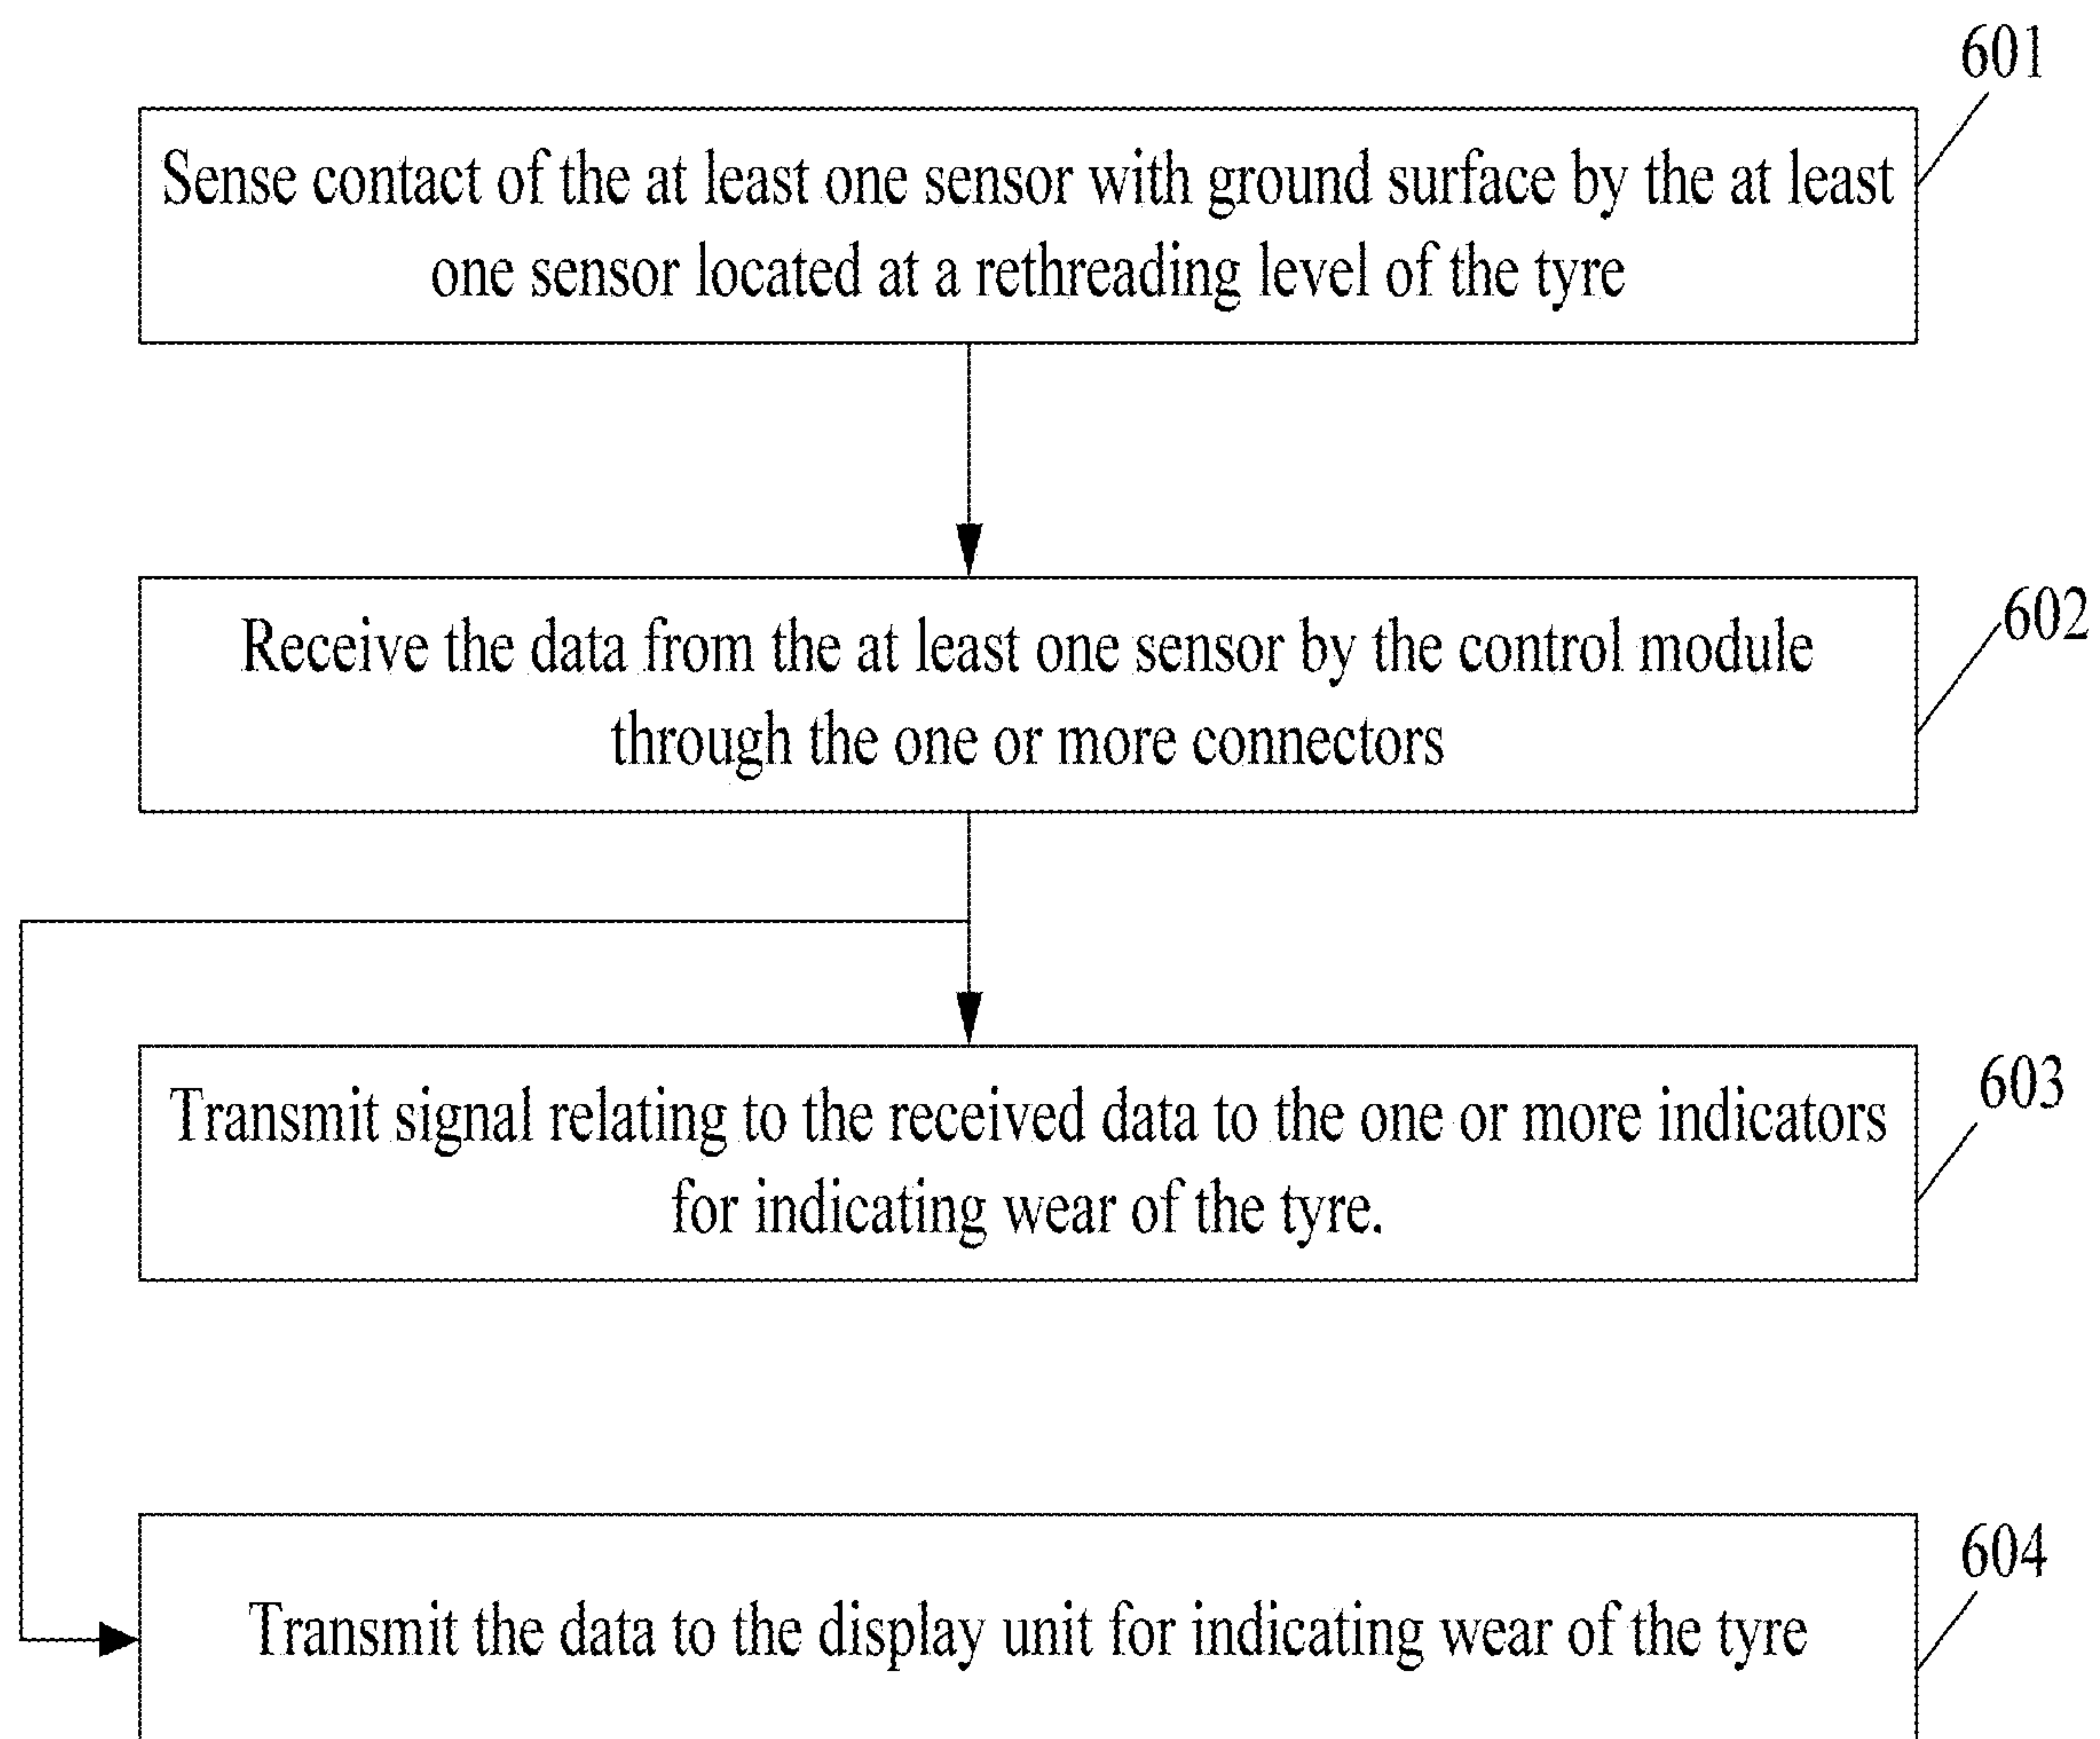 601
Sense contact of the at least one sensor with ground surface by the at least
one sensor located at a rethreading level of the tyre
602
Receive the data from the at least one sensor by the control module
through the one or more connectors
603
Transmit signal relating to the received data to the one or more indicators
for indicating wear of the tyre.
604
Transmit the data to the display unit for indicating wear of the tyre